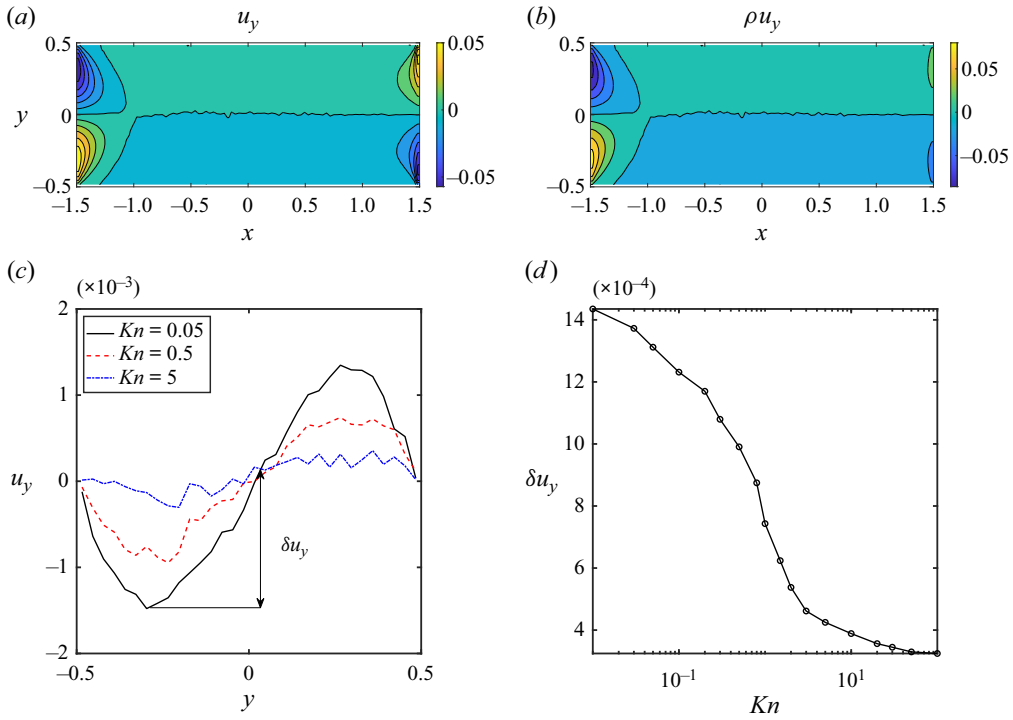 (a) u_y
(b) ρu_y
0.5 0.05
y 0 0
−0.5 −0.05
−1.5 −1.0 −0.5 0 0.5 1.0 1.5
x
0.5 0.05
0 0
−0.5 −0.05
−1.5 −1.0 −0.5 0 0.5 1.0 1.5
x
(c)
(×10⁻³)
2
Kn = 0.05
Kn = 0.5
Kn = 5
1
u_y 0
δu_y
−1
−2
−0.5 0 0.5
y
(d)
(×10⁻⁴)
14
12
10
δu_y
8
6
4
10⁻¹ 10¹
Kn